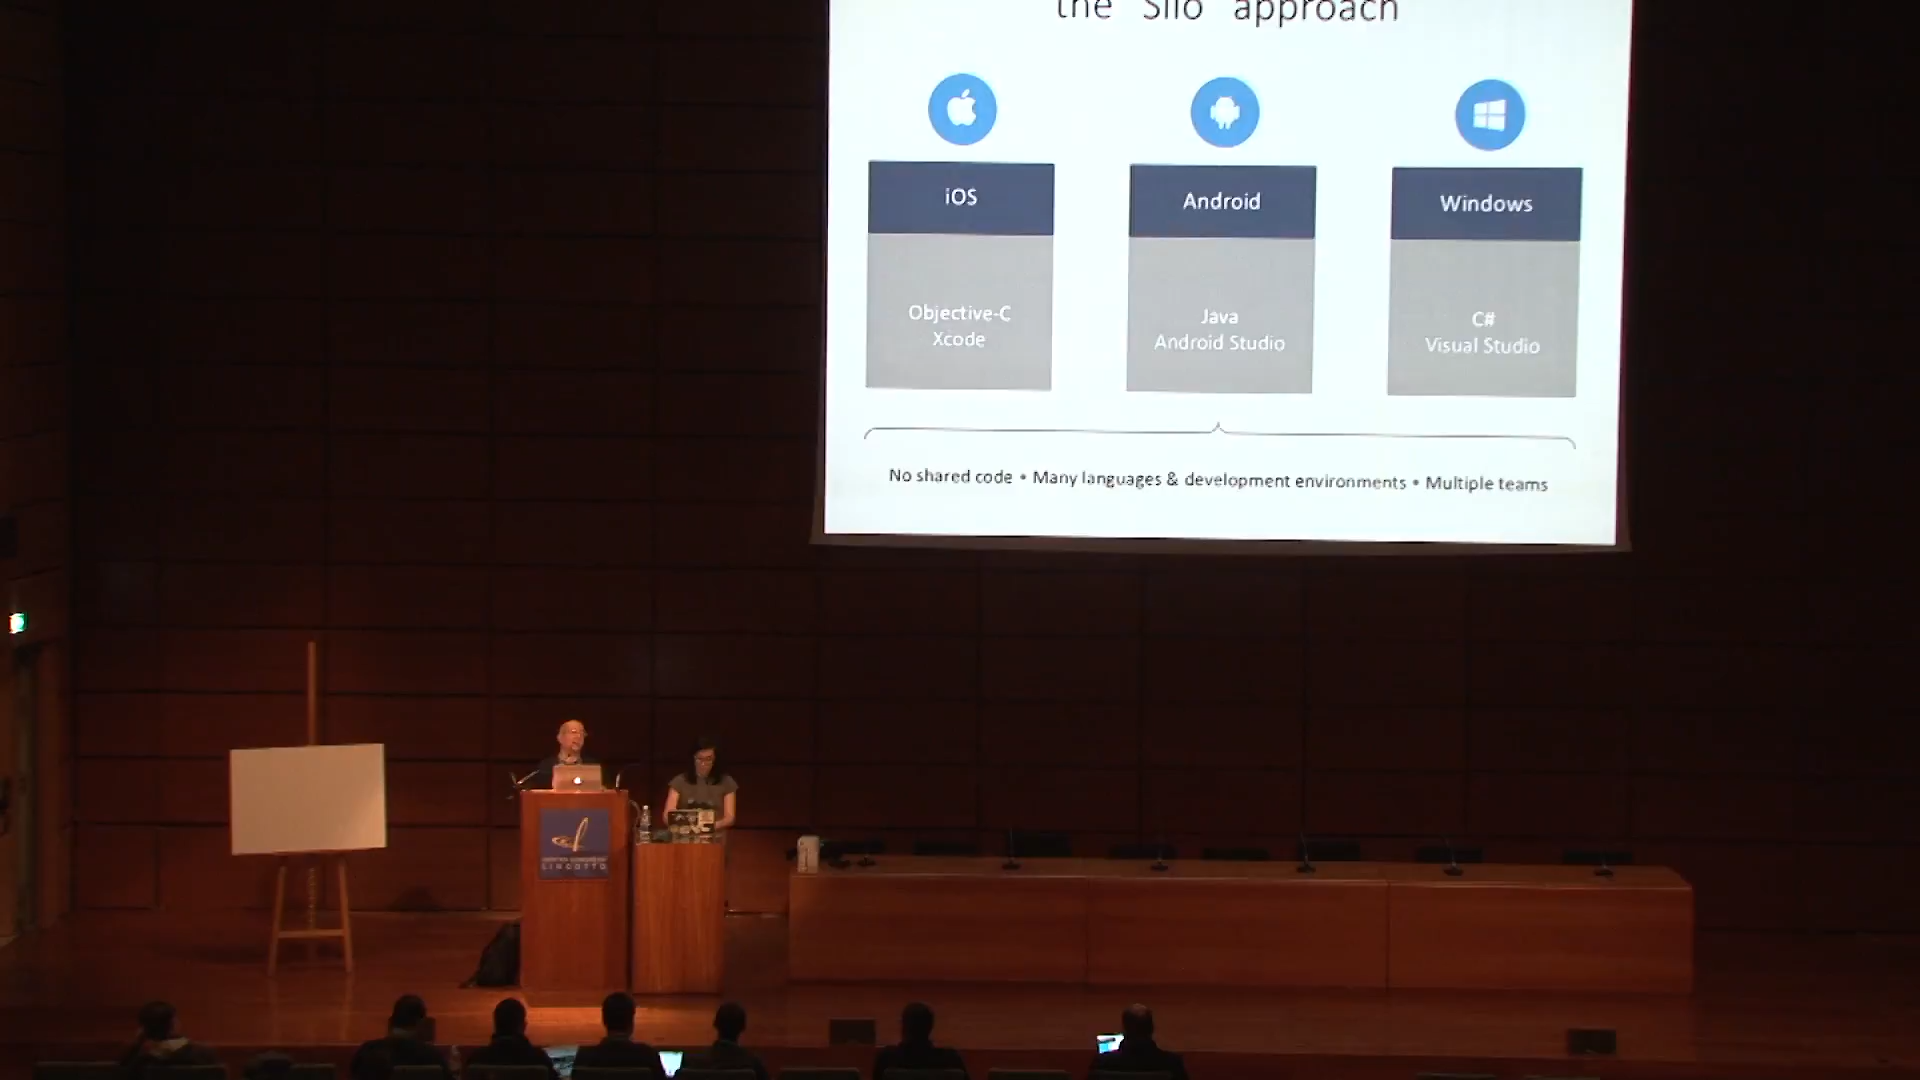 the "Silo" approach
iOS
Android
Windows
Objective-C
Xcode
Java
Android Studio
C#
Visual Studio
No shared code • Many languages & development environments • Multiple teams
LINGOTTO